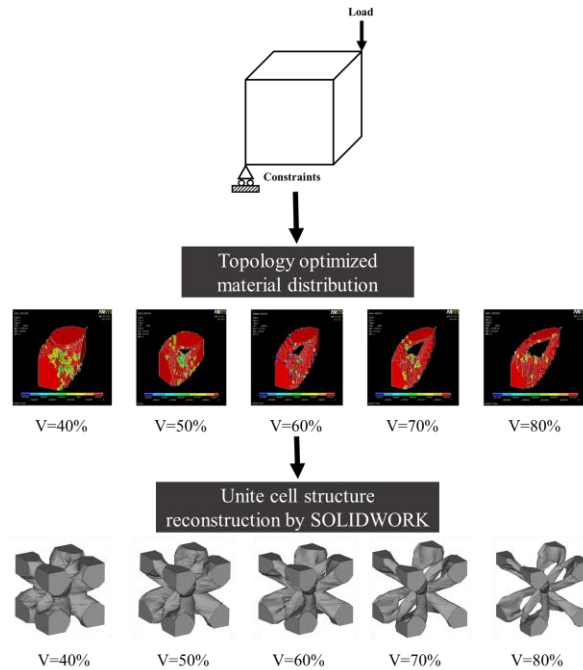 Load
Constraints
Topology optimized
material distribution
V=40%
V=50%
V=60%
V=70%
V=80%
Unite cell structure
reconstruction by SOLIDWORK
V=40%
V=50%
V=60%
V=70%
V=80%